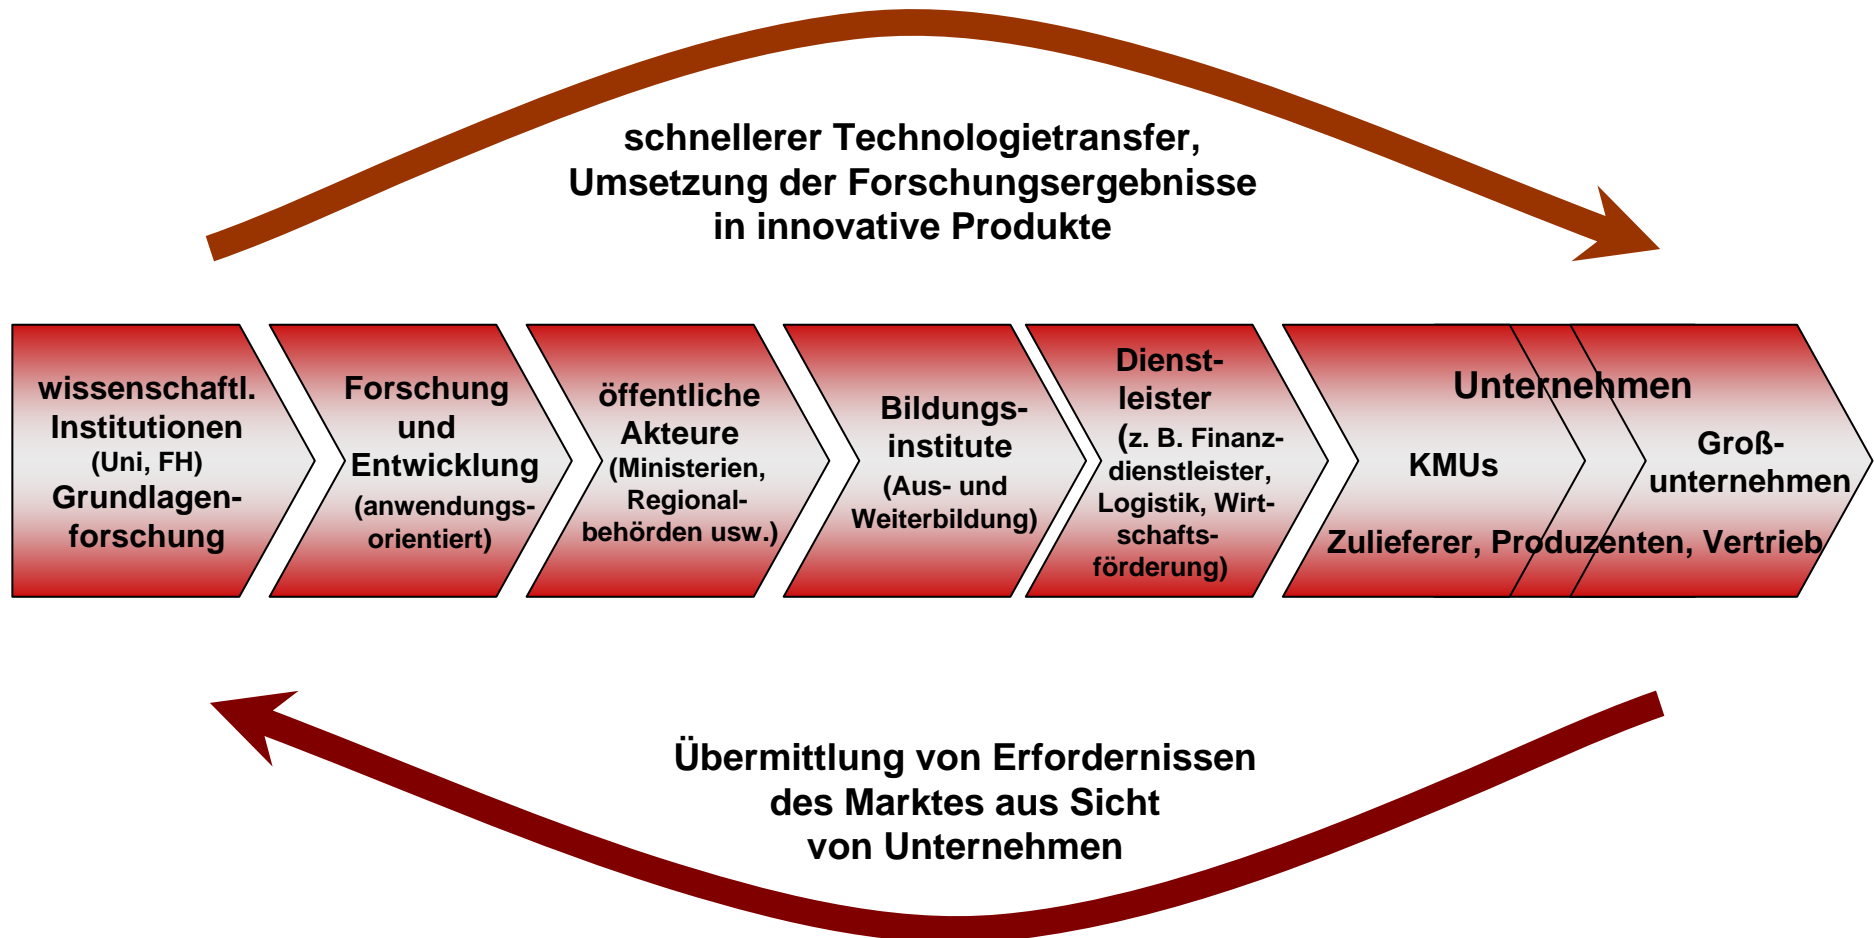 schnellerer Technologietransfer,
Umsetzung der Forschungsergebnisse
in innovative Produkte
wissenschaftl.
Institutionen
(Uni, FH)
Grundlagen-
forschung
Forschung
und
Entwicklung
(anwendungs-
orientiert)
öffentliche
Akteure
(Ministerien,
Regional-
behörden usw.)
Bildungs-
institute
(Aus- und
Weiterbildung)
Dienst-
leister
(z. B. Finanz-
dienstleister,
Logistik, Wirt-
schafts-
förderung)
Unternehmen
KMUs
Groß-
unternehmen
Zulieferer, Produzenten, Vertrieb
Übermittlung von Erfordernissen
des Marktes aus Sicht
von Unternehmen